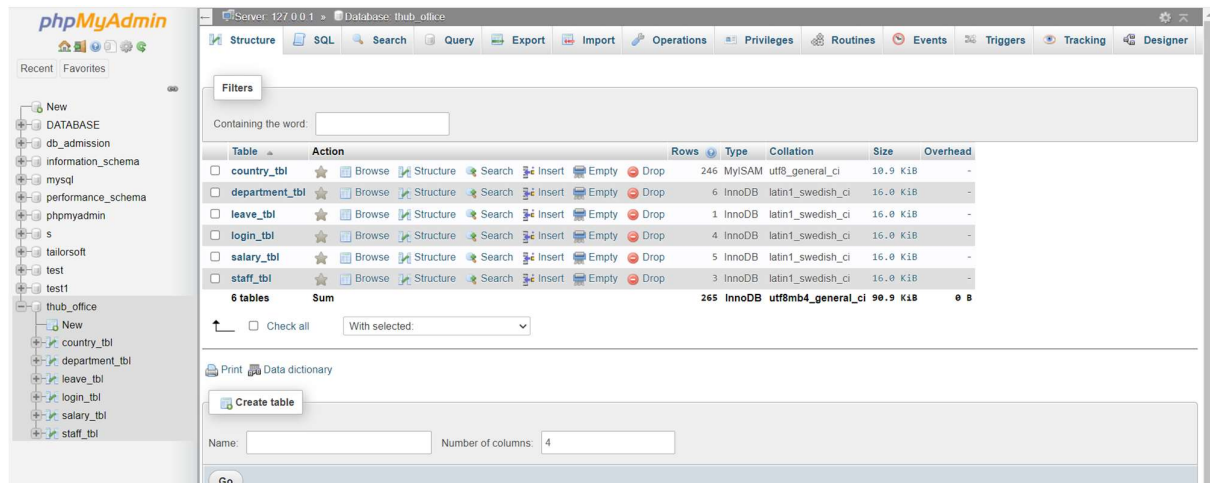 phpMyAdmin
Recent Favorites
New
DATABASE
db_admission
information_schema
mysql
performance_schema
phpmyadmin
s
tailorsoft
test
test1
thub_office
New
country_tbl
department_tbl
leave_tbl
login_tbl
salary_tbl
staff_tbl
Server: 127.0.0.1 » Database: thub_office
Structure SQL Search Query Export Import Operations Privileges Routines Events Triggers Tracking Designer
Filters
Containing the word:
Table Action Rows Type Collation Size Overhead
country_tbl Browse Structure Search Insert Empty Drop 246 MyISAM utf8_general_ci 10.9 KiB -
department_tbl Browse Structure Search Insert Empty Drop 6 InnoDB latin1_swedish_ci 16.0 KiB -
leave_tbl Browse Structure Search Insert Empty Drop 1 InnoDB latin1_swedish_ci 16.0 KiB -
login_tbl Browse Structure Search Insert Empty Drop 4 InnoDB latin1_swedish_ci 16.0 KiB -
salary_tbl Browse Structure Search Insert Empty Drop 5 InnoDB latin1_swedish_ci 16.0 KiB -
staff_tbl Browse Structure Search Insert Empty Drop 3 InnoDB latin1_swedish_ci 16.0 KiB -
6 tables Sum 265 InnoDB utf8mb4_general_ci 90.9 KiB 0 B
Check all With selected:
Print Data dictionary
Create table
Name: Number of columns: 4
Go